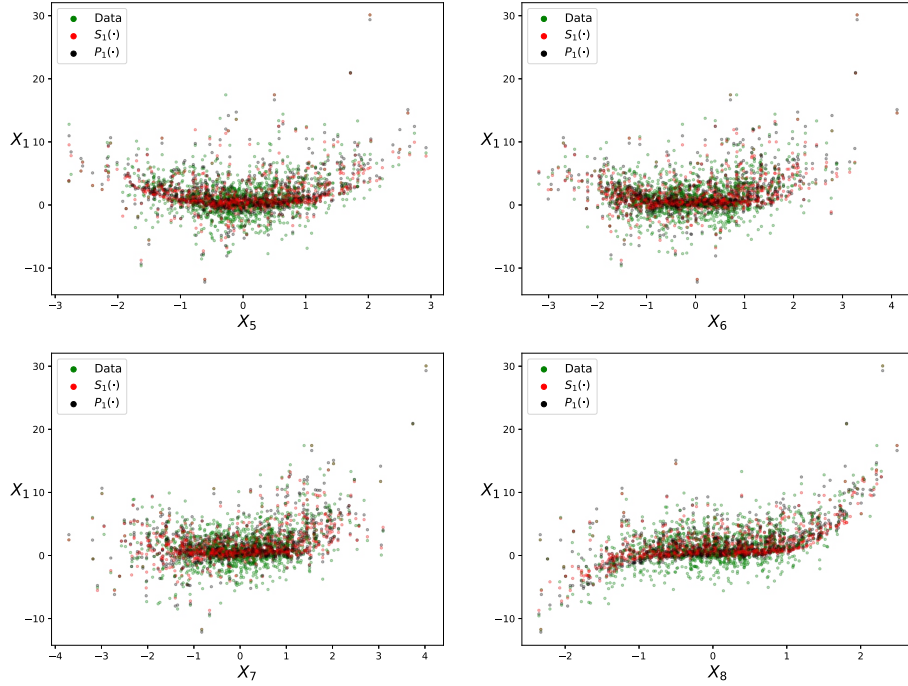 30
Data
S₁(·)
P₁(·)
20
X₁ 10
0
−10
−3 −2 −1 0 1 2 3
X₅
30
Data
S₁(·)
P₁(·)
20
X₁ 10
0
−10
−3 −2 −1 0 1 2 3 4
X₆
30
Data
S₁(·)
P₁(·)
20
X₁ 10
0
−10
−4 −3 −2 −1 0 1 2 3 4
X₇
30
Data
S₁(·)
P₁(·)
20
X₁ 10
0
−10
−2 −1 0 1 2
X₈